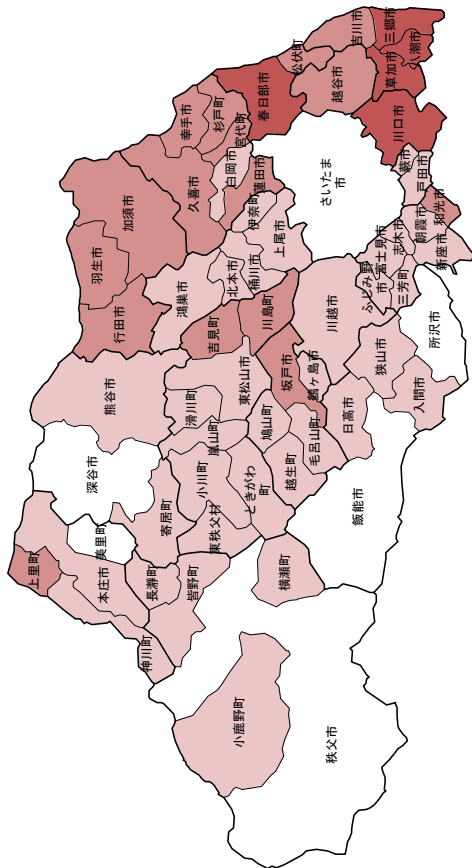 上里町
深谷市
羽生市
美里町
本庄市
熊谷市
行田市
加須市
神川町
長瀞町
寄居町
鴻巣市
幸手市
滑川町
皆野町
久喜市
小川町
東秩父村
嵐山町
吉見町
杉戸町
白岡市
北本市
小鹿野町
宮代町
東松山市
ときがわ
町
桶川市
伊奈町
蓮田市
春日部市
鳩山町
川島町
上尾市
横瀬町
坂戸市
越生町
松伏町
毛呂山町
鶴ヶ島市
さいたま
市
秩父市
川越市
越谷市
日高市
飯能市
吉川市
ふじみ野
市
富士見市
狭山市
草加市
三郷市
志木市
三芳町
川口市
蕨市
八潮市
入間市
朝霞市
戸田市
所沢市
新座市
和光市